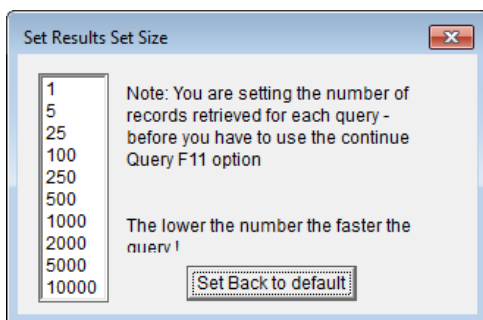 Set Results Set Size
1
5
25
100
250
500
1000
2000
5000
10000
Note: You are setting the number of
records retrieved for each query -
before you have to use the continue
Query F11 option
The lower the number the faster the
query !
Set Back to default